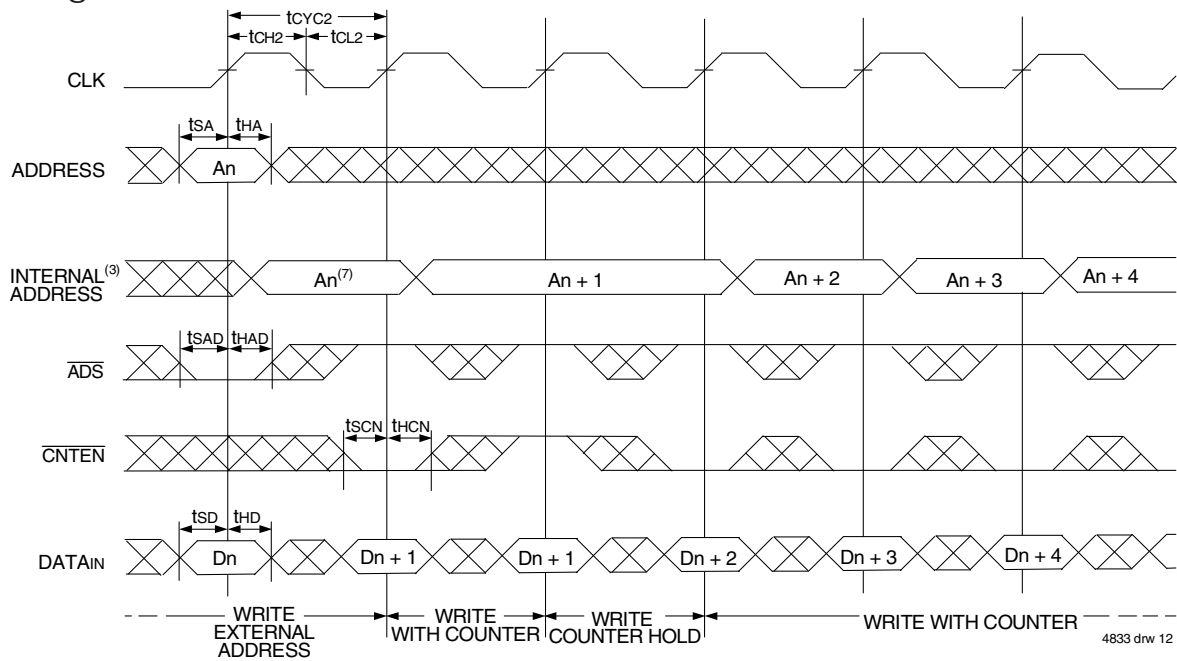 tCYC2
tCH2 tCL2
CLK
tSA tHA
ADDRESS An
INTERNAL(3)
ADDRESS
An(7) An + 1 An + 2 An + 3 An + 4
tSAD tHAD
ADS
tSCN tHCN
CNTEN
tSD tHD
DATAIN Dn Dn + 1 Dn + 1 Dn + 2 Dn + 3 Dn + 4
WRITE
EXTERNAL
ADDRESS
WRITE
WITH COUNTER
WRITE
COUNTER HOLD
WRITE WITH COUNTER
4833 drw 12